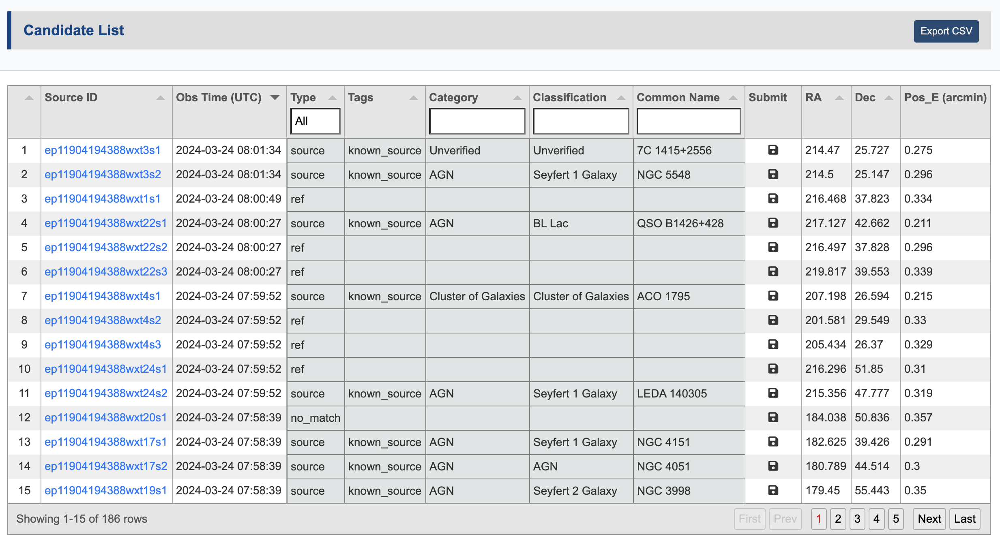 Candidate List
Export CSV
Source ID Obs Time (UTC) Type Tags Category Classification Common Name Submit RA Dec Pos_E (arcmin)
All
1 ep11904194388wxt3s1 2024-03-24 08:01:34 source known_source Unverified Unverified 7C 1415+2556 214.47 25.727 0.275
2 ep11904194388wxt3s2 2024-03-24 08:01:34 source known_source AGN Seyfert 1 Galaxy NGC 5548 214.5 25.147 0.296
3 ep11904194388wxt1s1 2024-03-24 08:00:49 ref 216.468 37.823 0.334
4 ep11904194388wxt22s1 2024-03-24 08:00:27 source known_source AGN BL Lac QSO B1426+428 217.127 42.662 0.211
5 ep11904194388wxt22s2 2024-03-24 08:00:27 ref 216.497 37.828 0.296
6 ep11904194388wxt22s3 2024-03-24 08:00:27 ref 219.817 39.553 0.339
7 ep11904194388wxt4s1 2024-03-24 07:59:52 source known_source Cluster of Galaxies Cluster of Galaxies ACO 1795 207.198 26.594 0.215
8 ep11904194388wxt4s2 2024-03-24 07:59:52 ref 201.581 29.549 0.33
9 ep11904194388wxt4s3 2024-03-24 07:59:52 ref 205.434 26.37 0.329
10 ep11904194388wxt24s1 2024-03-24 07:59:52 ref 216.296 51.85 0.31
11 ep11904194388wxt24s2 2024-03-24 07:59:52 source known_source AGN Seyfert 1 Galaxy LEDA 140305 215.356 47.777 0.319
12 ep11904194388wxt20s1 2024-03-24 07:58:39 no_match 184.038 50.836 0.357
13 ep11904194388wxt17s1 2024-03-24 07:58:39 source known_source AGN Seyfert 1 Galaxy NGC 4151 182.625 39.426 0.291
14 ep11904194388wxt17s2 2024-03-24 07:58:39 source known_source AGN AGN NGC 4051 180.789 44.514 0.3
15 ep11904194388wxt19s1 2024-03-24 07:58:39 source known_source AGN Seyfert 2 Galaxy NGC 3998 179.45 55.443 0.35
Showing 1-15 of 186 rows First Prev 1 2 3 4 5 Next Last